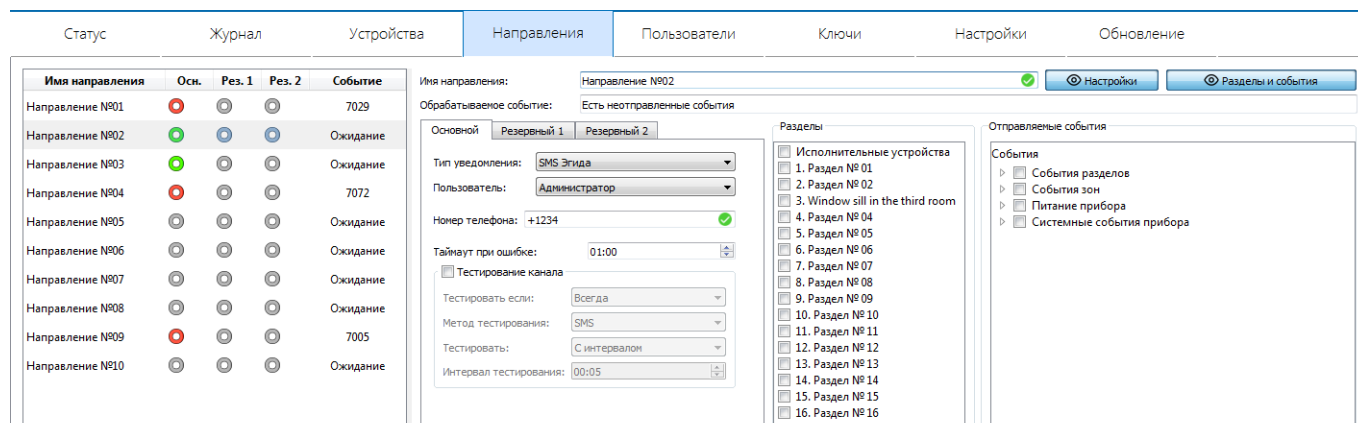 Статус Журнал Устройства Направления Пользователи Ключи Настройки Обновление
Имя направления Осн. Рез. 1 Рез. 2 Событие
Направление №01 7029
Направление №02 Ожидание
Направление №03 Ожидание
Направление №04 7072
Направление №05 Ожидание
Направление №06 Ожидание
Направление №07 Ожидание
Направление №08 Ожидание
Направление №09 7005
Направление №10 Ожидание
Имя направления: Направление №02 Настройки Разделы и события
Обрабатываемое событие: Есть неотправленные события
Основной Резервный 1 Резервный 2
Тип уведомления: SMS Эгида
Пользователь: Администратор
Номер телефона: +1234
Таймаут при ошибке: 01:00
Тестирование канала
Тестировать если: Всегда
Метод тестирования: SMS
Тестировать: С интервалом
Интервал тестирования: 00:05
Разделы
Исполнительные устройства
1. Раздел № 01
2. Раздел № 02
3. Window sill in the third room
4. Раздел № 04
5. Раздел № 05
6. Раздел № 06
7. Раздел № 07
8. Раздел № 08
9. Раздел № 09
10. Раздел № 10
11. Раздел № 11
12. Раздел № 12
13. Раздел № 13
14. Раздел № 14
15. Раздел № 15
16. Раздел № 16
Отправляемые события
События
События разделов
События зон
Питание прибора
Системные события прибора